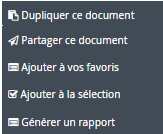 Dupliquer ce document
Partager ce document
Ajouter à vos favoris
Ajouter à la sélection
Générer un rapport